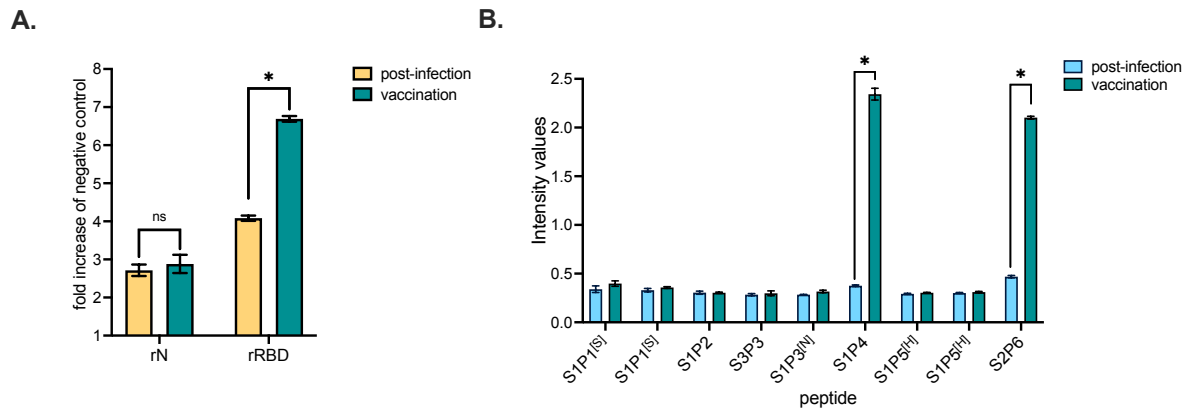 A.
fold increase of negative control
8
7
6
5
4
3
2
1
ns
*
rN
rRBD
post-infection
vaccination
B.
Intensity values
2.5
2.0
1.5
1.0
0.5
0.0
*
*
post-infection
vaccination
S1P1[S]
S1P1[S]
S1P2
S3P3
S1P3[N]
S1P4
S1P5[H]
S1P5[H]
S2P6
peptide